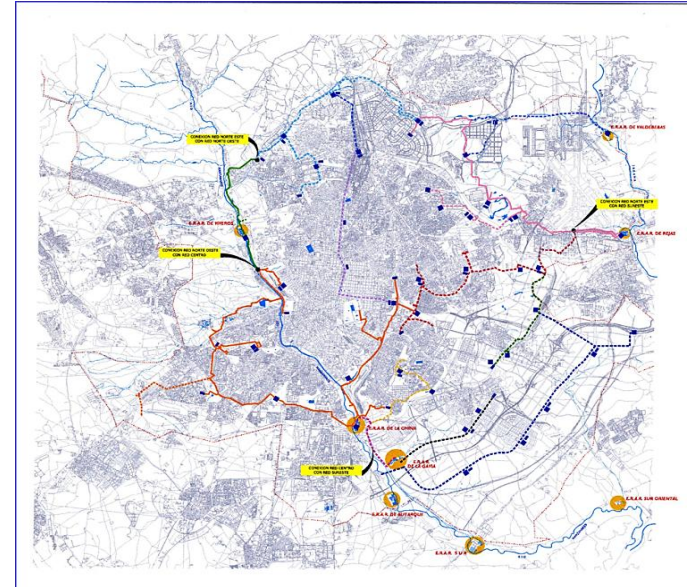 CONEXION RED NORTE ESTE
CON RED NORTE OESTE
E.R.A.R. DE VALDEBEBAS
CONEXION RED NORTE ESTE
CON RED SURESTE
E.R.A.R. DE VIVEROS
E.R.A.R. DE REJAS
CONEXION RED NORTE OESTE
CON RED CENTRO
E.R.A.R. DE LA CHINA
CONEXION RED CENTRO
CON RED SURESTE
E.R.A.R.
DE LA GAVIA
E.R.A.R. SUR ORIENTAL
E.R.A.R. DE BUTARQUE
E.R.A.R. SUR